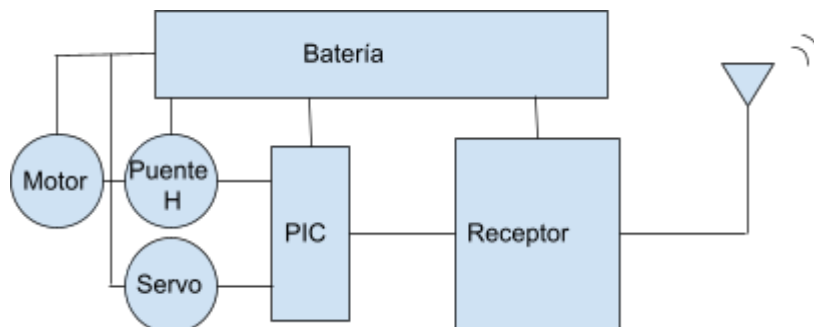 Batería
Motor
Puente
H
PIC
Receptor
Servo